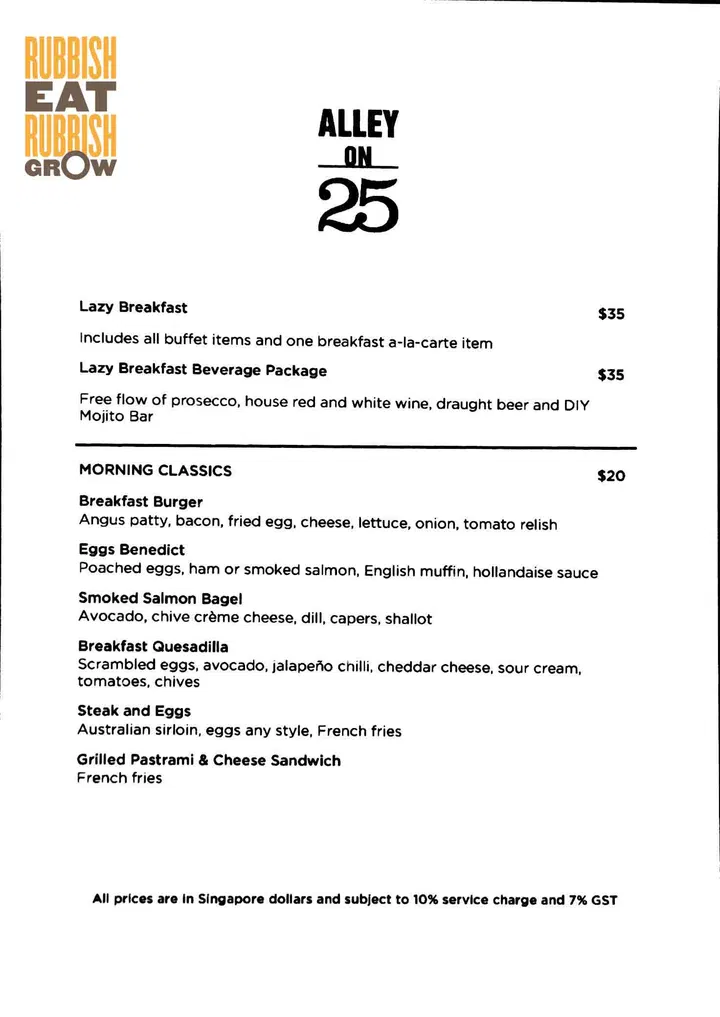 RUBBISH
EAT
RUBBISH
GROW
ALLEY
ON
25
Lazy Breakfast $35
Includes all buffet items and one breakfast a-la-carte item
Lazy Breakfast Beverage Package $35
Free flow of prosecco, house red and white wine, draught beer and DIY
Mojito Bar
MORNING CLASSICS $20
Breakfast Burger
Angus patty, bacon, fried egg, cheese, lettuce, onion, tomato relish
Eggs Benedict
Poached eggs, ham or smoked salmon, English muffin, hollandaise sauce
Smoked Salmon Bagel
Avocado, chive crème cheese, dill, capers, shallot
Breakfast Quesadilla
Scrambled eggs, avocado, jalapeño chilli, cheddar cheese, sour cream,
tomatoes, chives
Steak and Eggs
Australian sirloin, eggs any style, French fries
Grilled Pastrami & Cheese Sandwich
French fries
All prices are in Singapore dollars and subject to 10% service charge and 7% GST